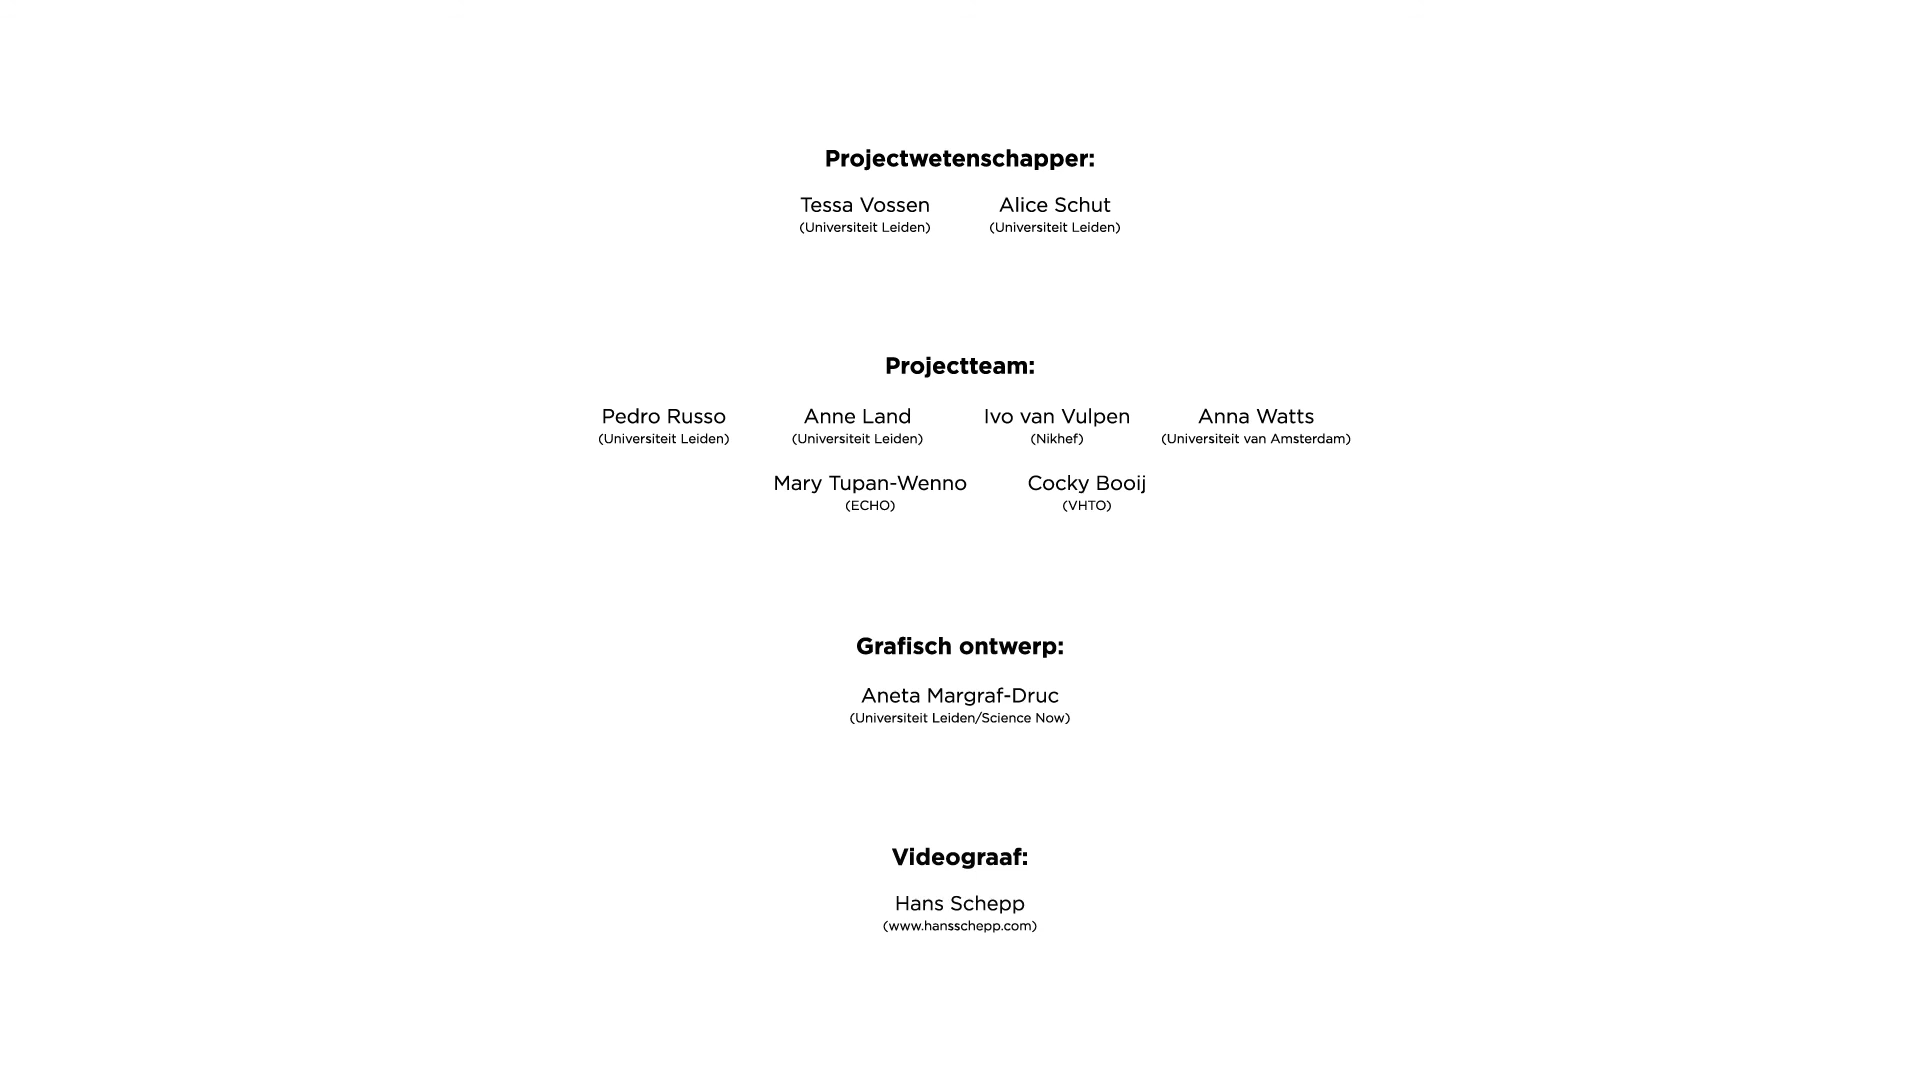 Projectwetenschapper:
Tessa Vossen Alice Schut
(Universiteit Leiden) (Universiteit Leiden)
Projectteam:
Pedro Russo Anne Land Ivo van Vulpen Anna Watts
(Universiteit Leiden) (Universiteit Leiden) (Nikhef) (Universiteit van Amsterdam)
Mary Tupan-Wenno Cocky Booij
(ECHO) (VHTO)
Grafisch ontwerp:
Aneta Margraf-Druc
(Universiteit Leiden/Science Now)
Videograaf:
Hans Schepp
(www.hansschepp.com)